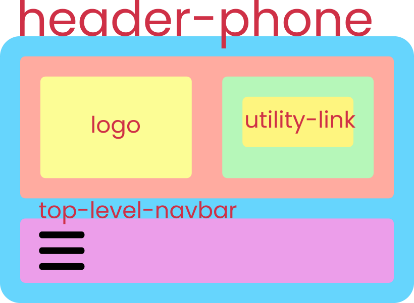 header-phone
logo
utility-link
top-level-navbar